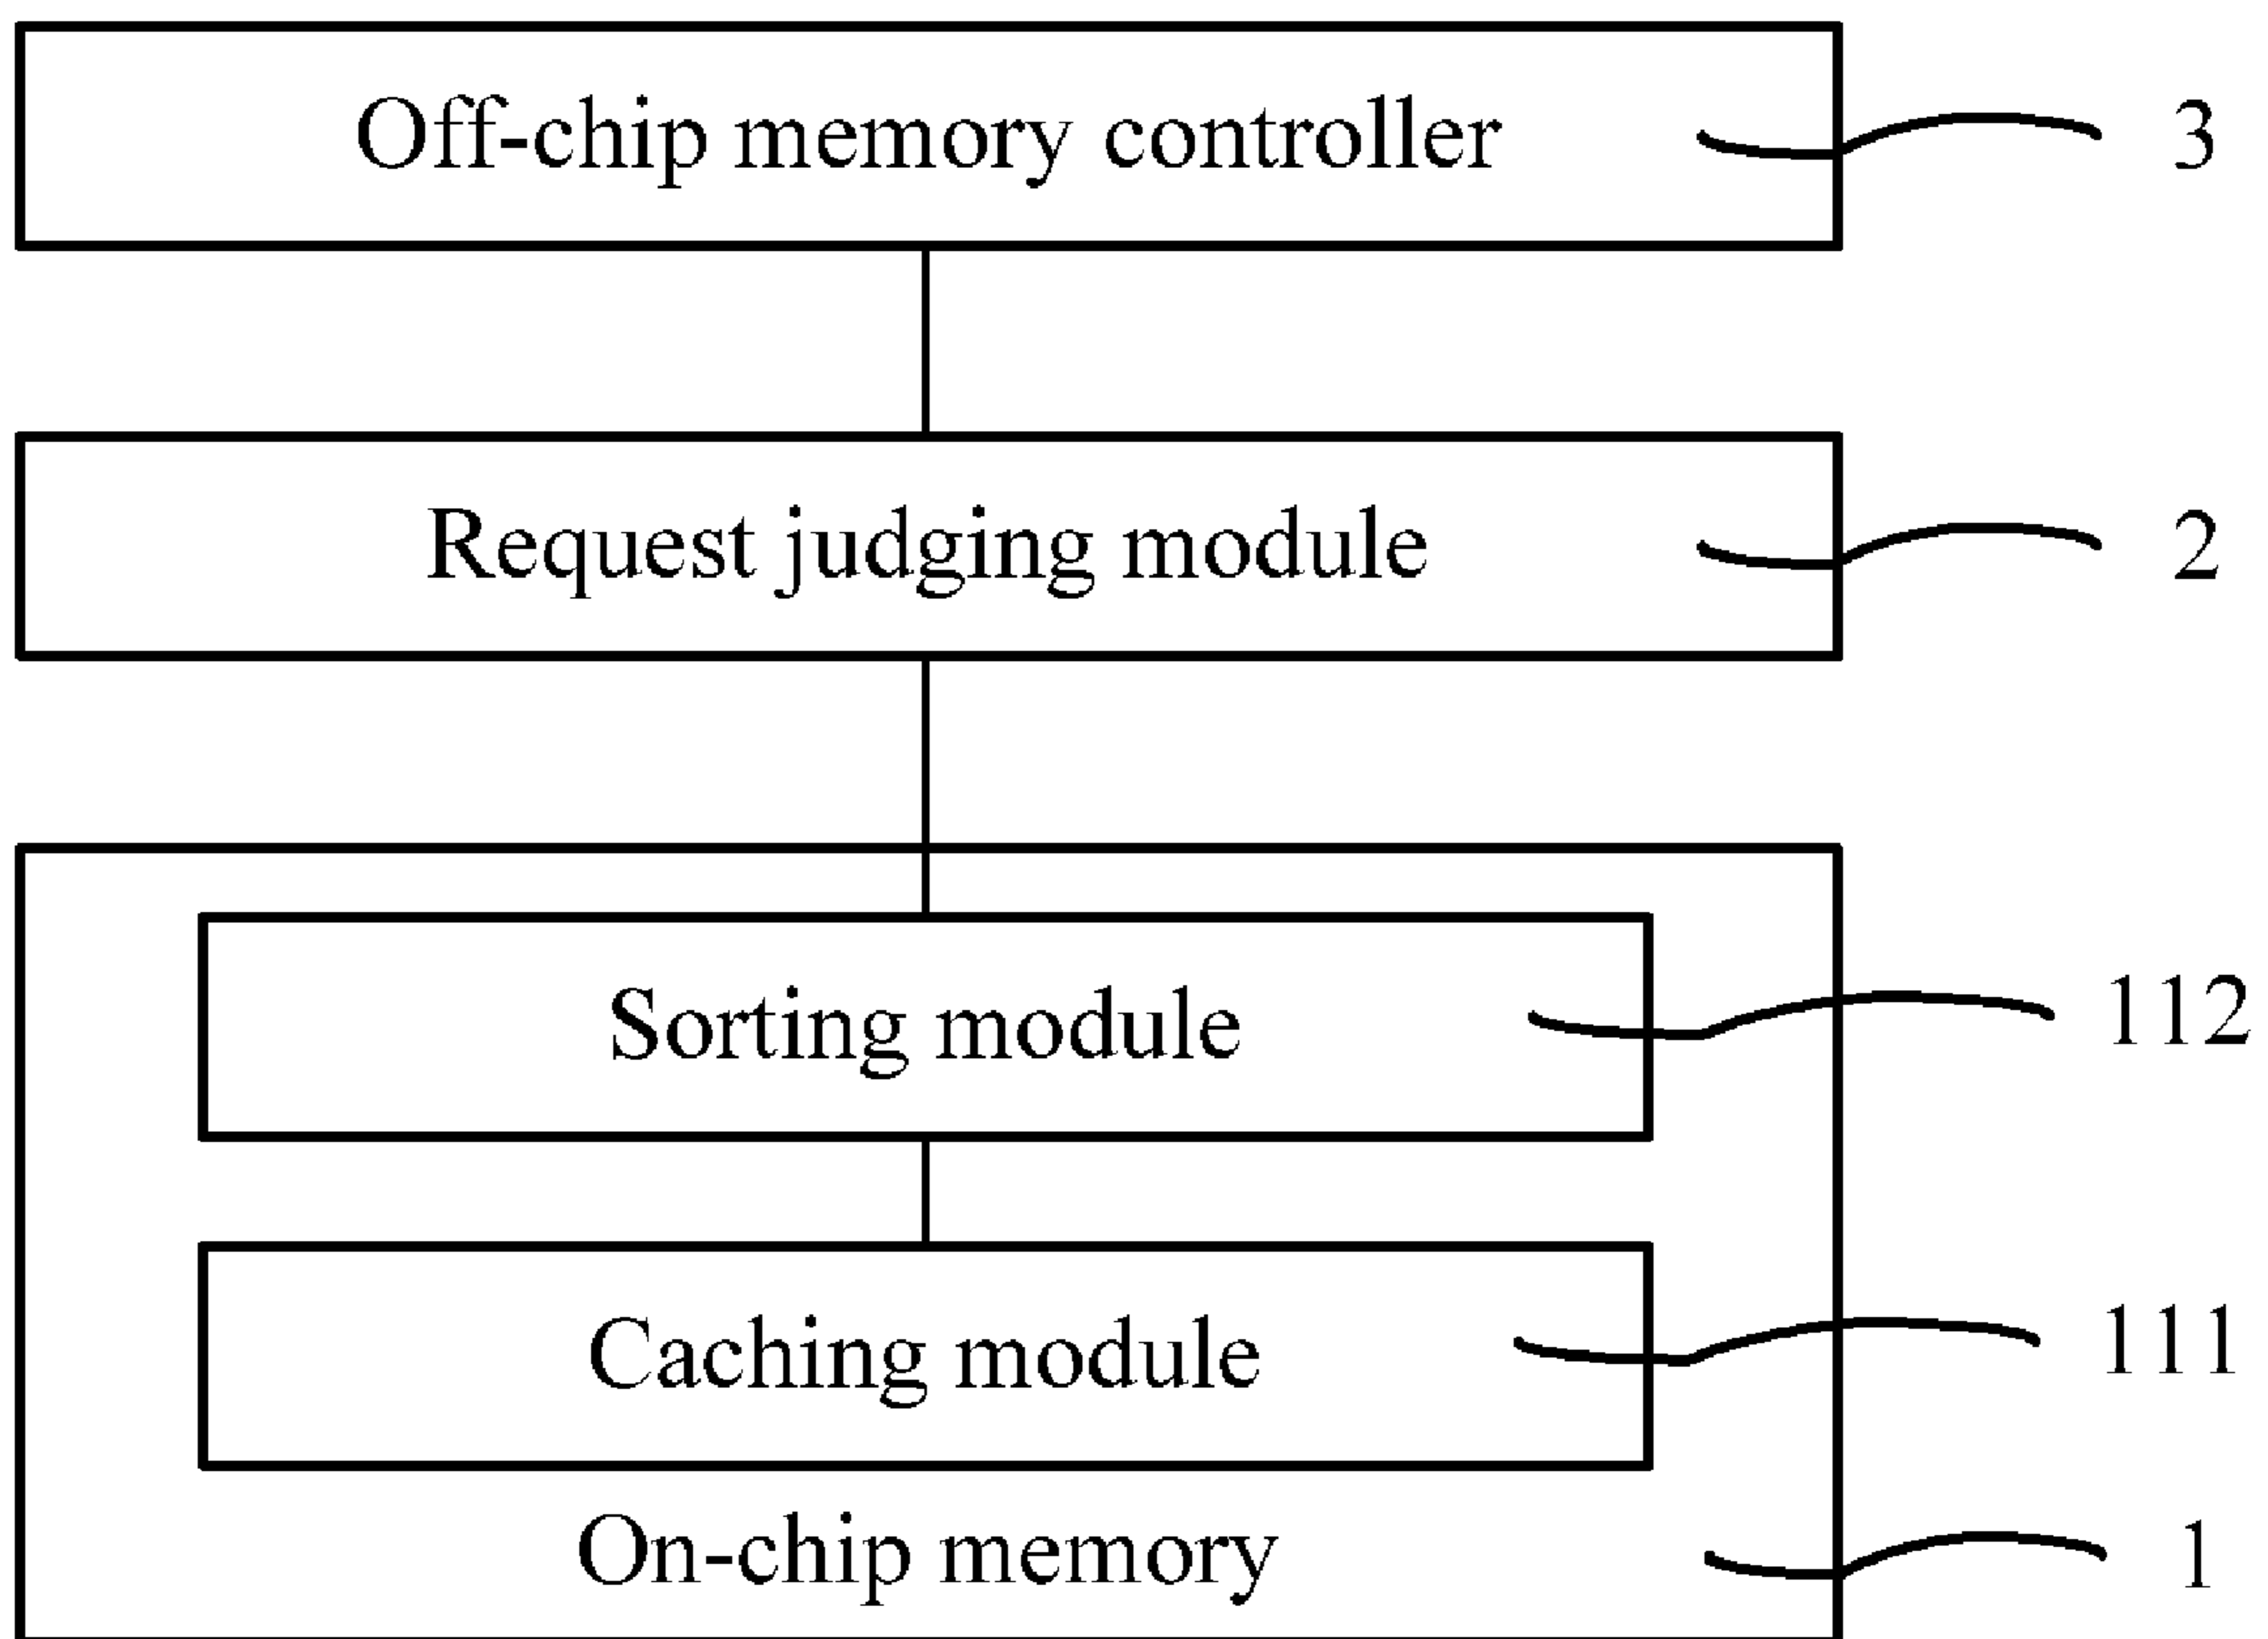 Off-chip memory controller 3
Request judging module 2
Sorting module 112
Caching module 111
On-chip memory 1